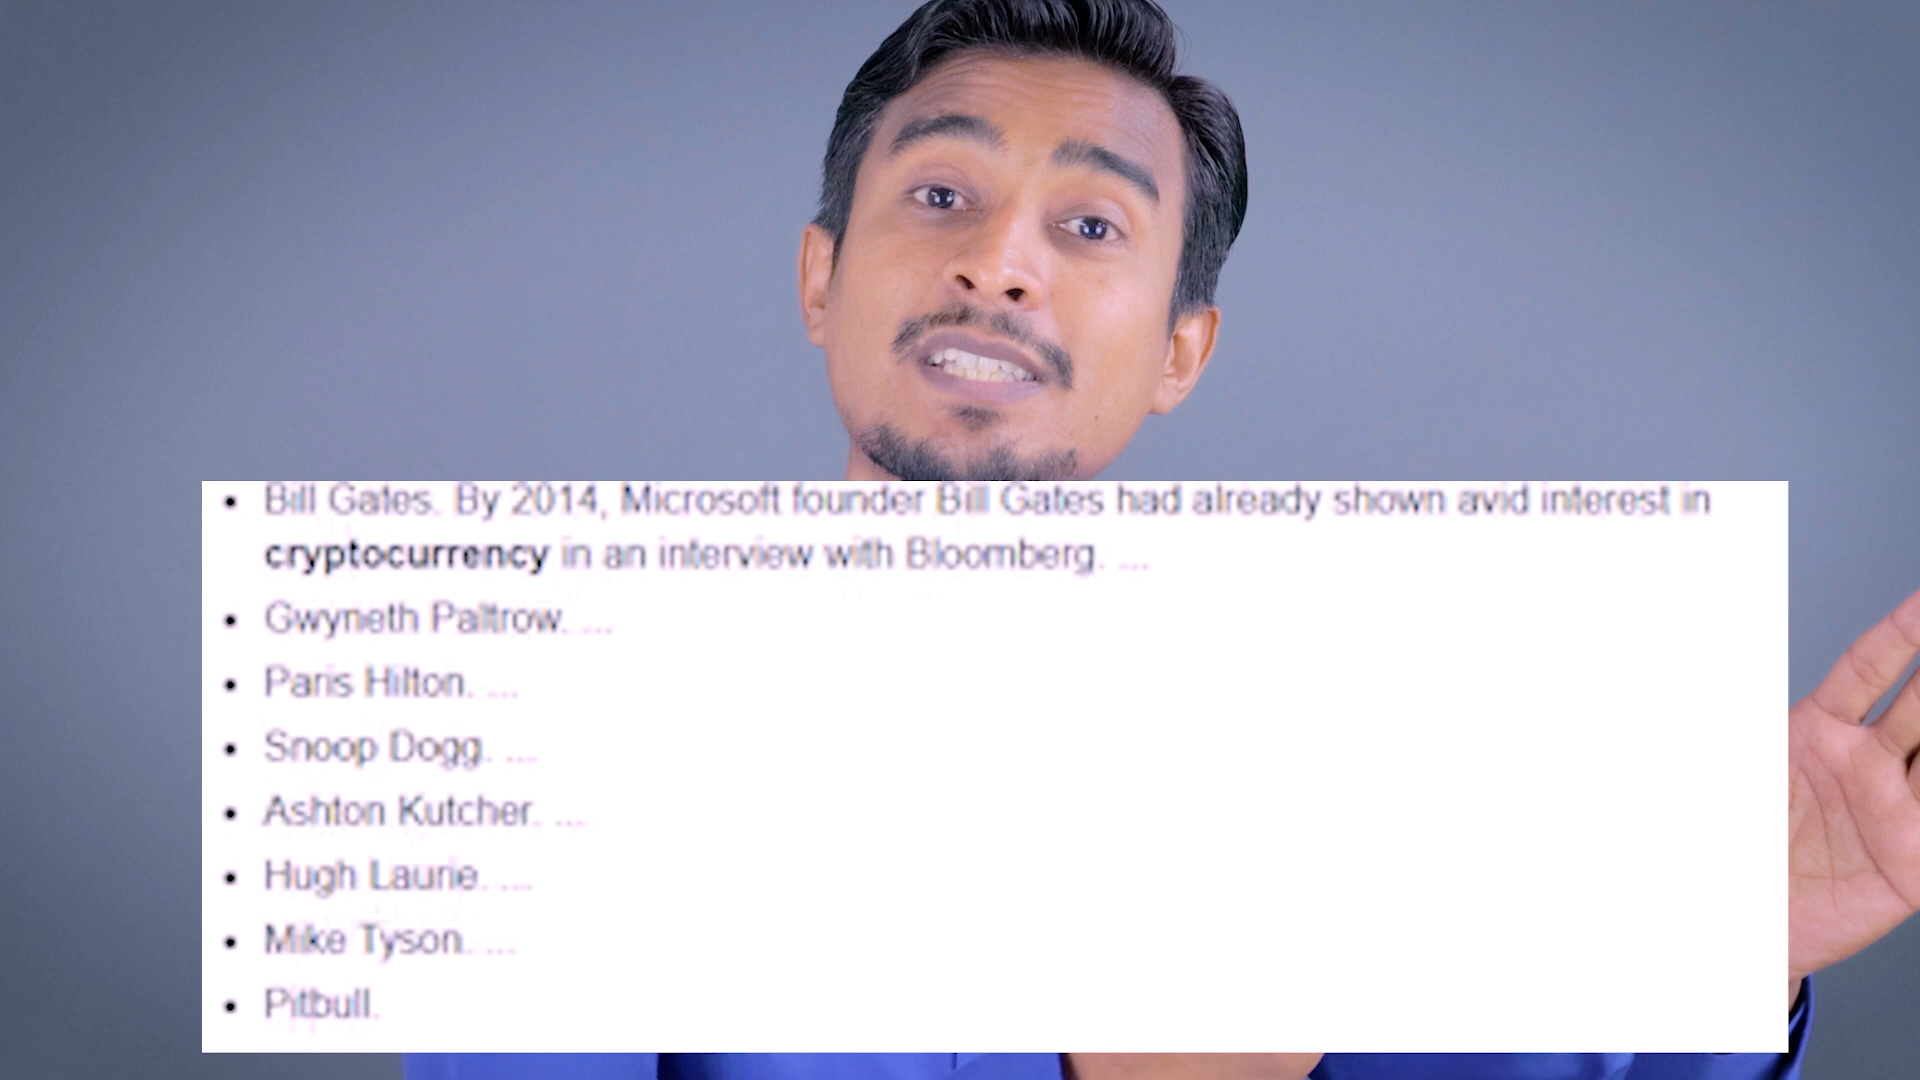 • Bill Gates. By 2014, Microsoft founder Bill Gates had already shown avid interest in
cryptocurrency in an interview with Bloomberg. ...
• Gwyneth Paltrow. ...
• Paris Hilton. ...
• Snoop Dogg. ...
• Ashton Kutcher. ...
• Hugh Laurie. ...
• Mike Tyson. ...
• Pitbull.